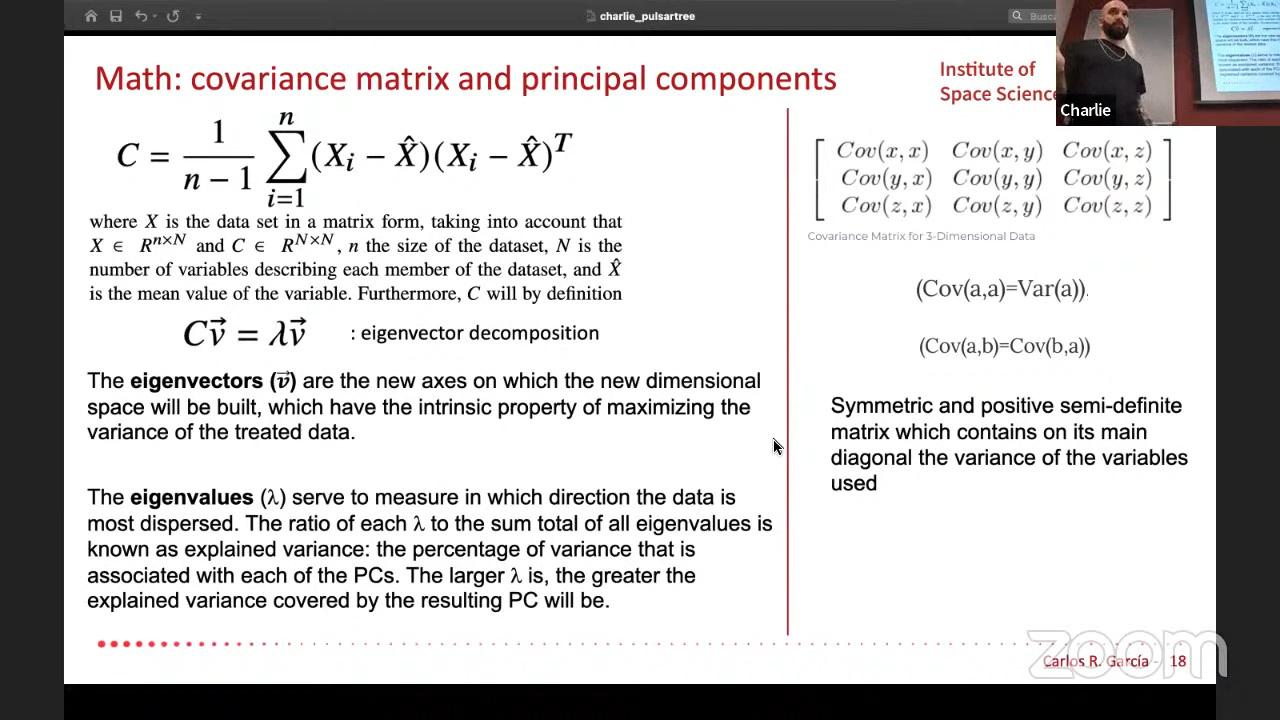 charlie_pulsartree
Busca
Math: covariance matrix and principal components
Institute of
Space Science
Charlie
C = \frac{1}{n-1} \sum_{i=1}^{n} (X_i - \hat{X})(X_i - \hat{X})^T
where X is the data set in a matrix form, taking into account that
X ∈ R^{n×N} and C ∈ R^{N×N}, n the size of the dataset, N is the
number of variables describing each member of the dataset, and X̂
is the mean value of the variable. Furthermore, C will by definition
Cv⃗ = λv⃗ : eigenvector decomposition
The eigenvectors (v⃗) are the new axes on which the new dimensional
space will be built, which have the intrinsic property of maximizing the
variance of the treated data.
The eigenvalues (λ) serve to measure in which direction the data is
most dispersed. The ratio of each λ to the sum total of all eigenvalues is
known as explained variance: the percentage of variance that is
associated with each of the PCs. The larger λ is, the greater the
explained variance covered by the resulting PC will be.
Cov(x, x) Cov(x, y) Cov(x, z)
Cov(y, x) Cov(y, y) Cov(y, z)
Cov(z, x) Cov(z, y) Cov(z, z)
Covariance Matrix for 3-Dimensional Data
(Cov(a,a)=Var(a)).
(Cov(a,b)=Cov(b,a))
Symmetric and positive semi-definite
matrix which contains on its main
diagonal the variance of the variables
used
zoom
Carlos R. García - 18